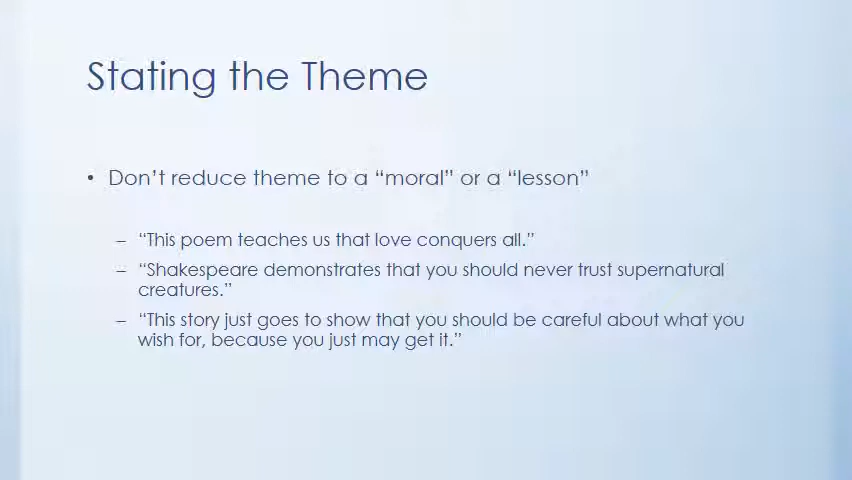 Stating the Theme
• Don’t reduce theme to a “moral” or a “lesson”
– “This poem teaches us that love conquers all.”
– “Shakespeare demonstrates that you should never trust supernatural
creatures.”
– “This story just goes to show that you should be careful about what you
wish for, because you just may get it.”